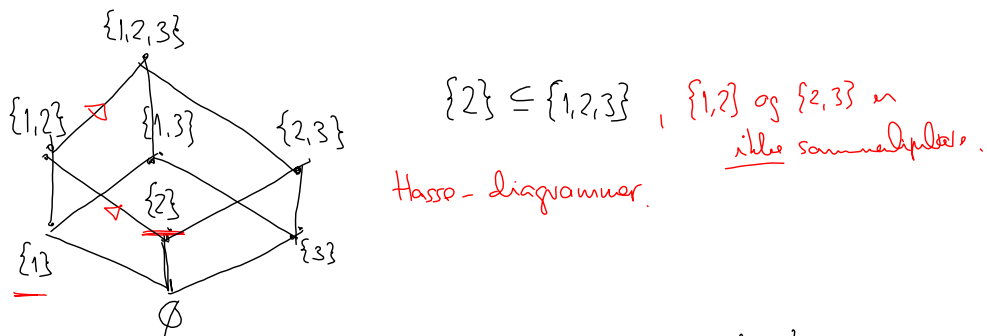 {1,2,3}
{1,2} {1,3} {2,3}
{2}
{1} {3}
∅
{2} ⊆ {1,2,3} , {1,2} og {2,3} er
ikke sammenlignbare.
Hasse-diagrammer.